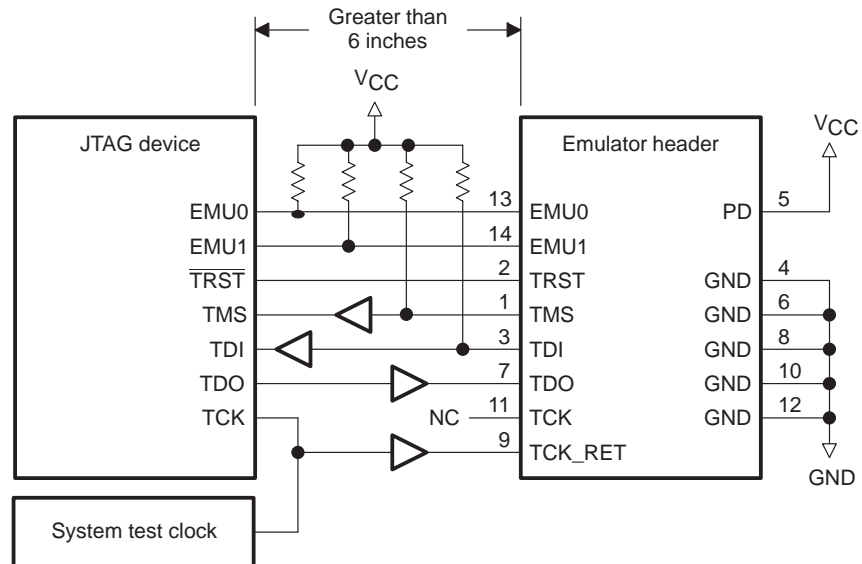 Greater than
6 inches
VCC
JTAG device
Emulator header
VCC
EMU0
13
EMU0
PD
5
EMU1
14
EMU1
TRST
2
TRST
GND
4
TMS
1
TMS
GND
6
TDI
3
TDI
GND
8
TDO
7
TDO
GND
10
TCK
NC
11
TCK
GND
12
9
TCK_RET
GND
System test clock